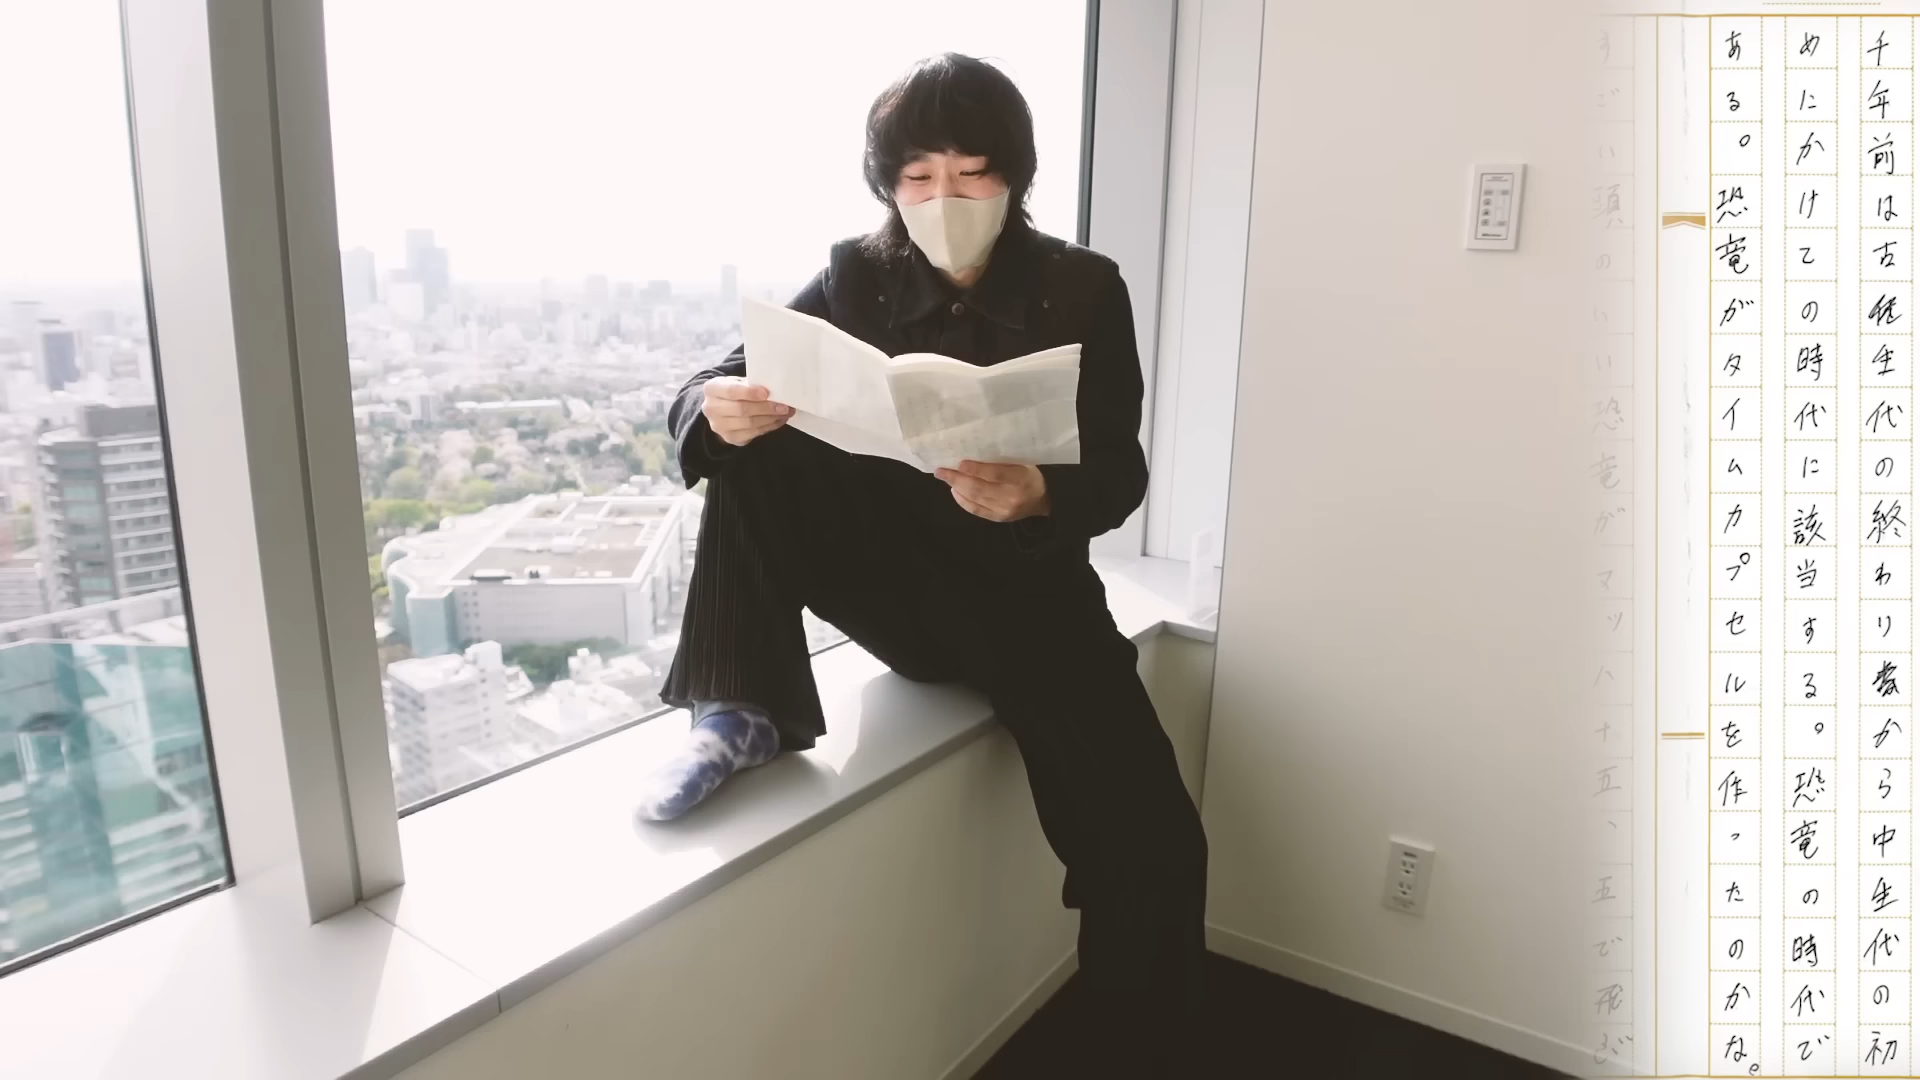 千年前は古生代の終わりから中生代の初
めにかけての時代に該当する。恐竜の時代で
ある。恐竜がタイムカプセルを作ったのかな。
すごい頭のいい恐竜がマッハ十五、五で飛ぶ